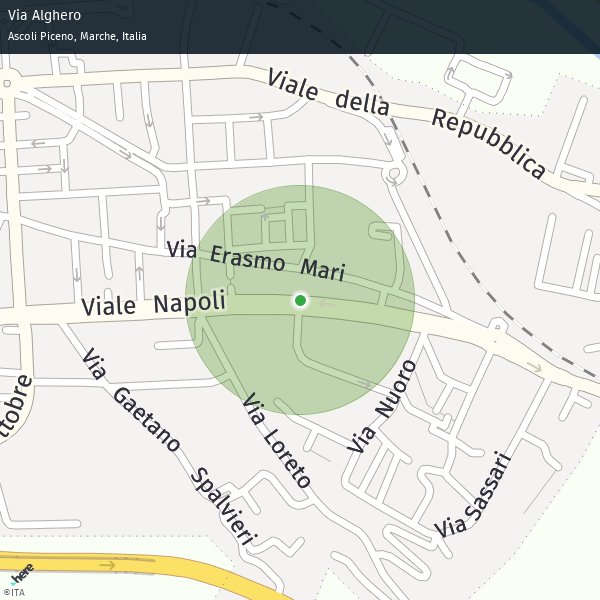 Via Alghero
Ascoli Piceno, Marche, Italia
Viale della Repubblica
Via Erasmo Mari
Viale Napoli
Via Gaetano Spalvieri
Via Loreto
Via Nuoro
Via Sassari
ttobre
here
©ITA